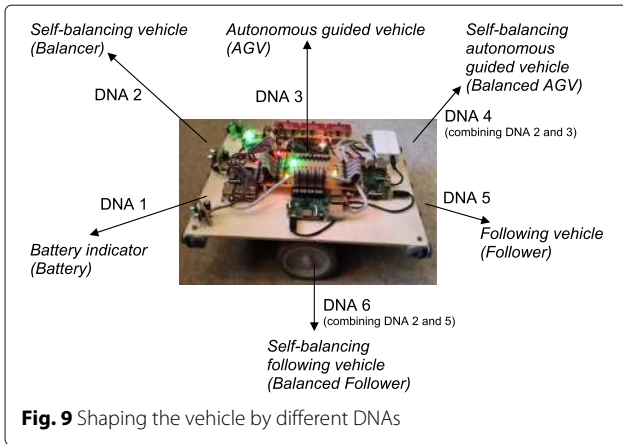 Self-balancing vehicle
(Balancer)
Autonomous guided vehicle
(AGV)
Self-balancing
autonomous
guided vehicle
(Balanced AGV)
DNA 2
DNA 3
DNA 4
(combining DNA 2 and 3)
DNA 1
DNA 5
Battery indicator
(Battery)
Following vehicle
(Follower)
DNA 6
(combining DNA 2 and 5)
Self-balancing
following vehicle
(Balanced Follower)
Fig. 9 Shaping the vehicle by different DNAs